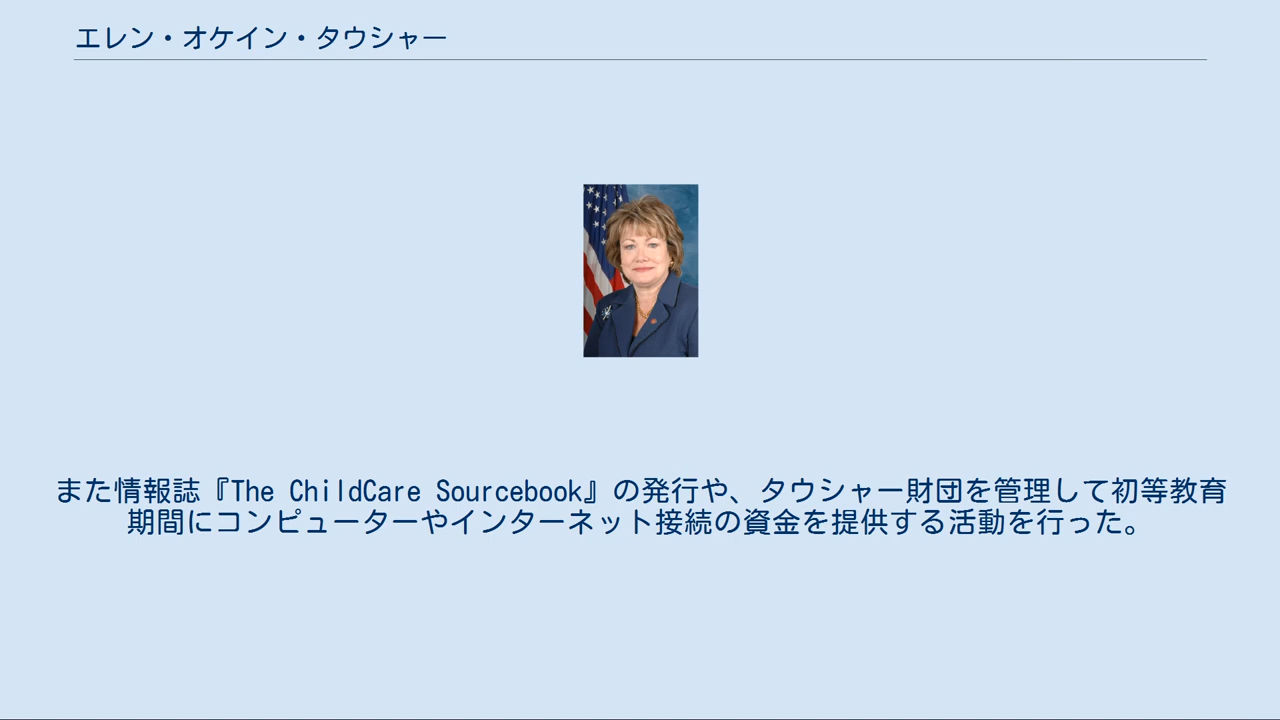 エレン・オケイン・タウシャー
また情報誌『The ChildCare Sourcebook』の発行や、タウシャー財団を管理して初等教育
期間にコンピューターやインターネット接続の資金を提供する活動を行った。